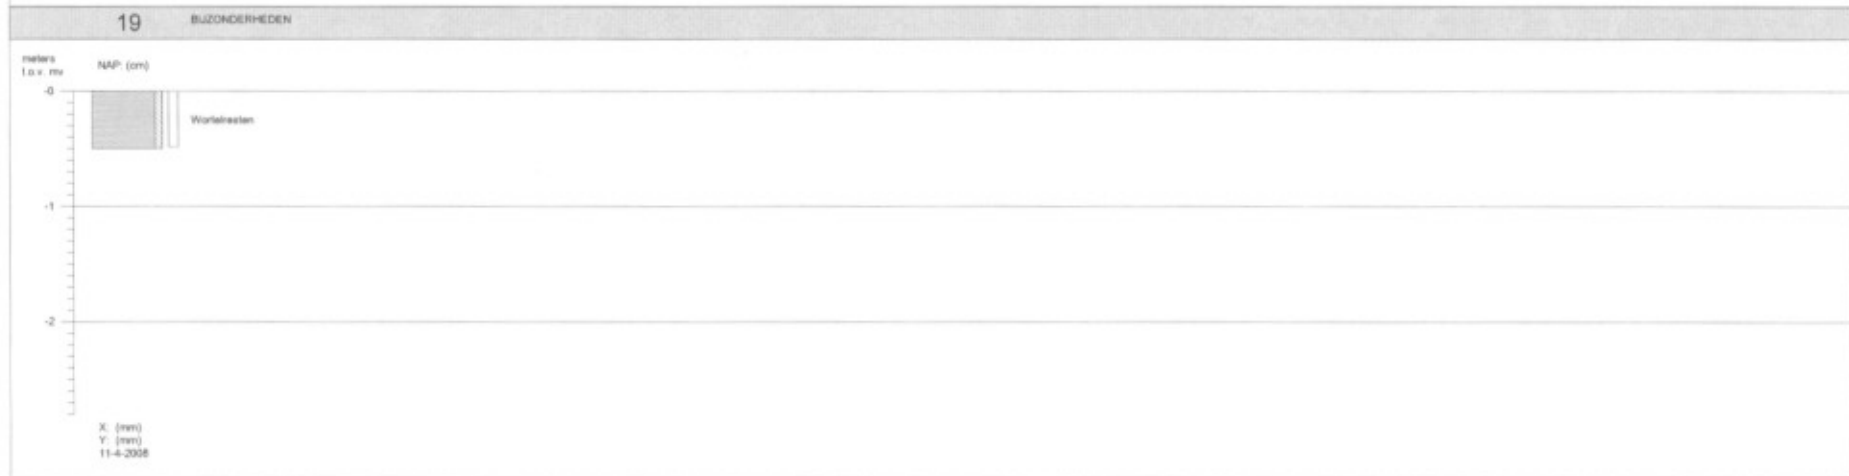 19 BIJZONDERHEDEN
meters
t.o.v. mv
NAP: (cm)
-0
Wortelresten
-1
-2
X: (mm)
Y: (mm)
11-4-2008